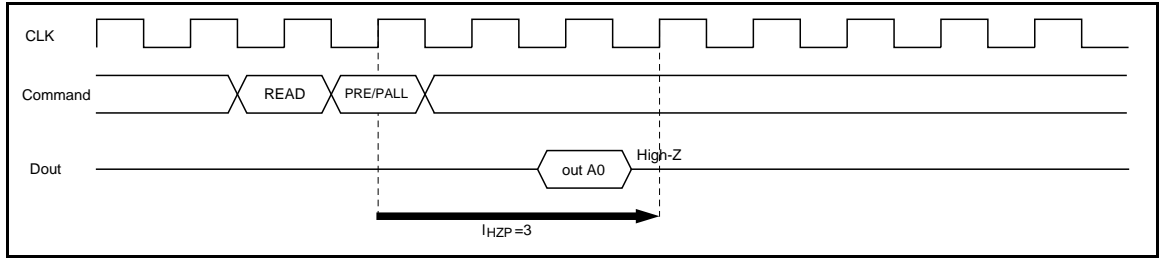 CLK
Command
READ
PRE/PALL
Dout
out A0
High-Z
lHZP=3